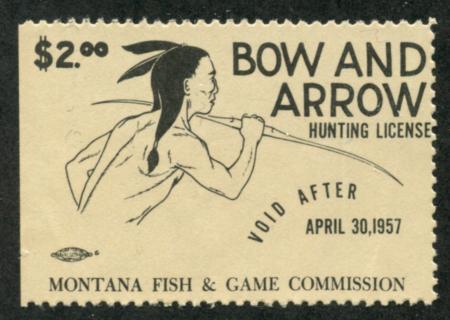 $2.00
BOW AND
ARROW
HUNTING LICENSE
VOID AFTER
APRIL 30,1957
MONTANA FISH & GAME COMMISSION